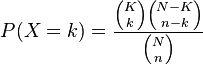 P(X = k) = \frac{\binom{K}{k}\binom{N-K}{n-k}}{\binom{N}{n}}